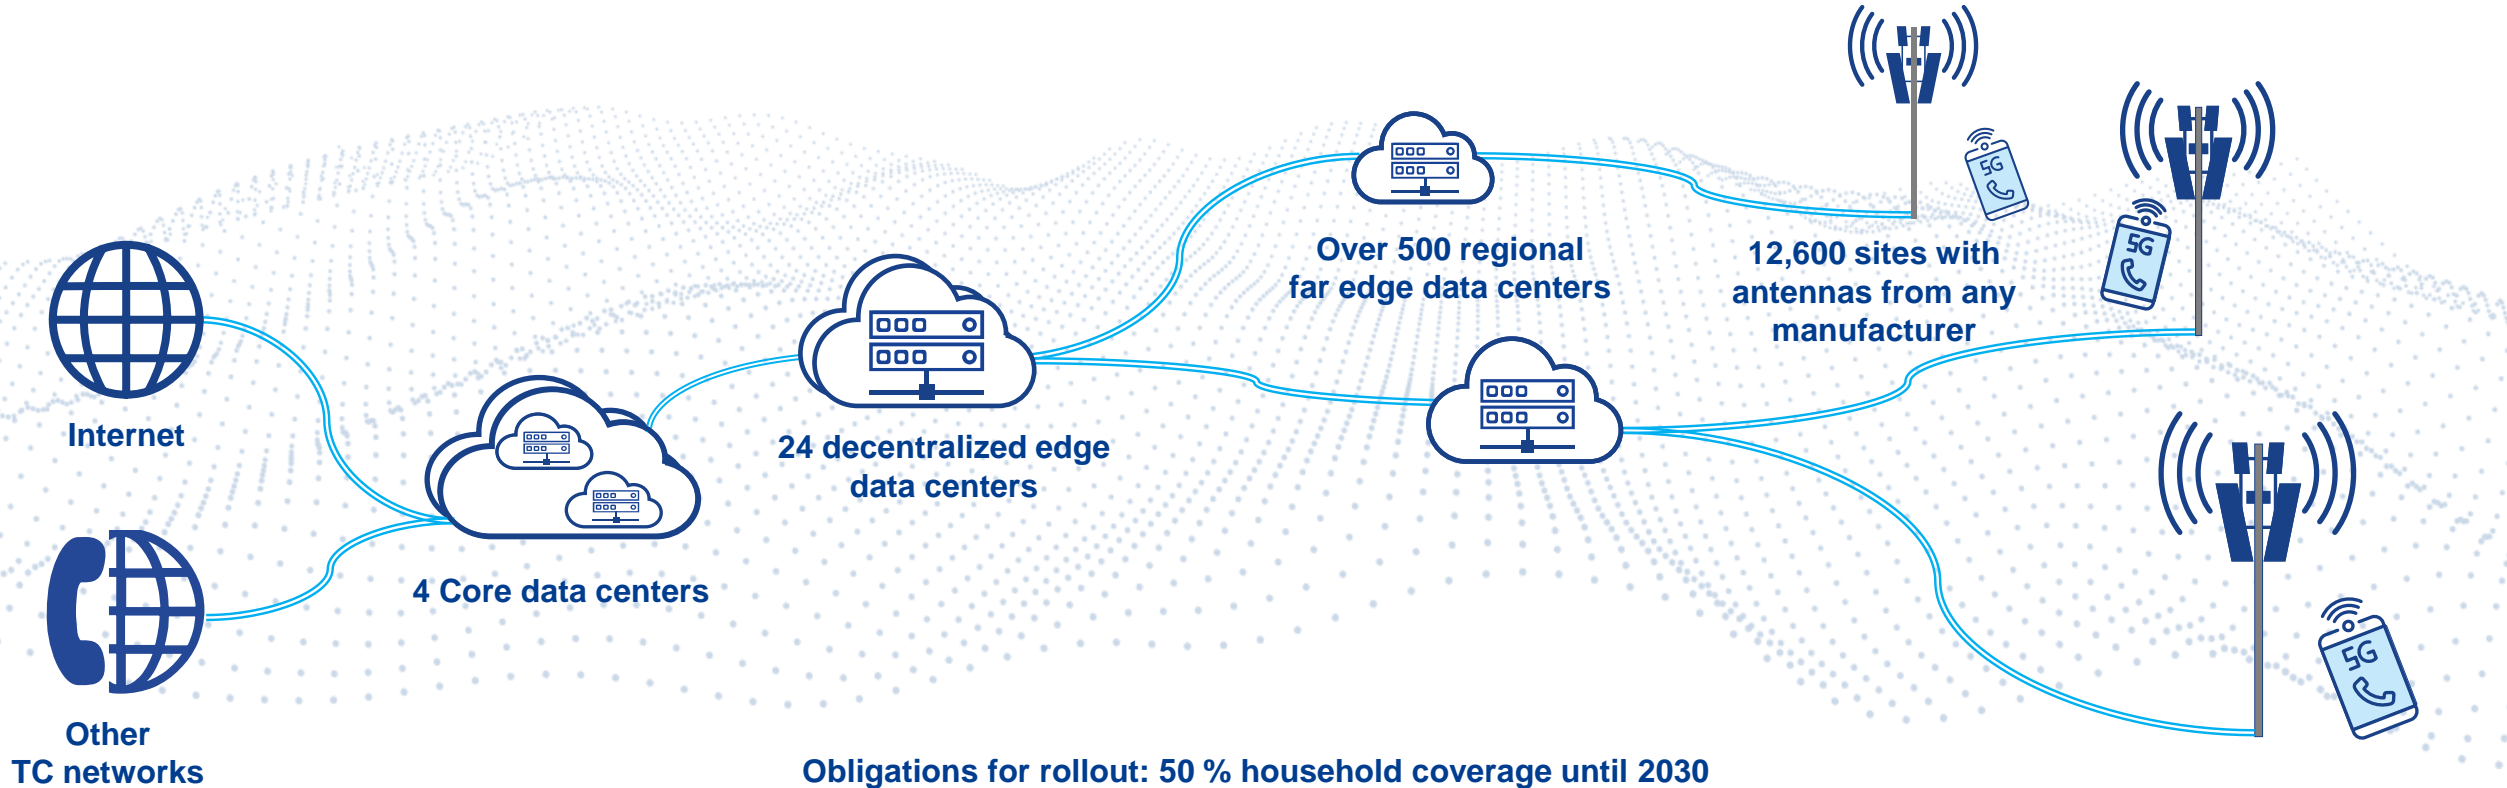 Internet
Other
TC networks
4 Core data centers
24 decentralized edge
data centers
Over 500 regional
far edge data centers
12,600 sites with
antennas from any
manufacturer
5G
5G
5G
Obligations for rollout: 50 % household coverage until 2030